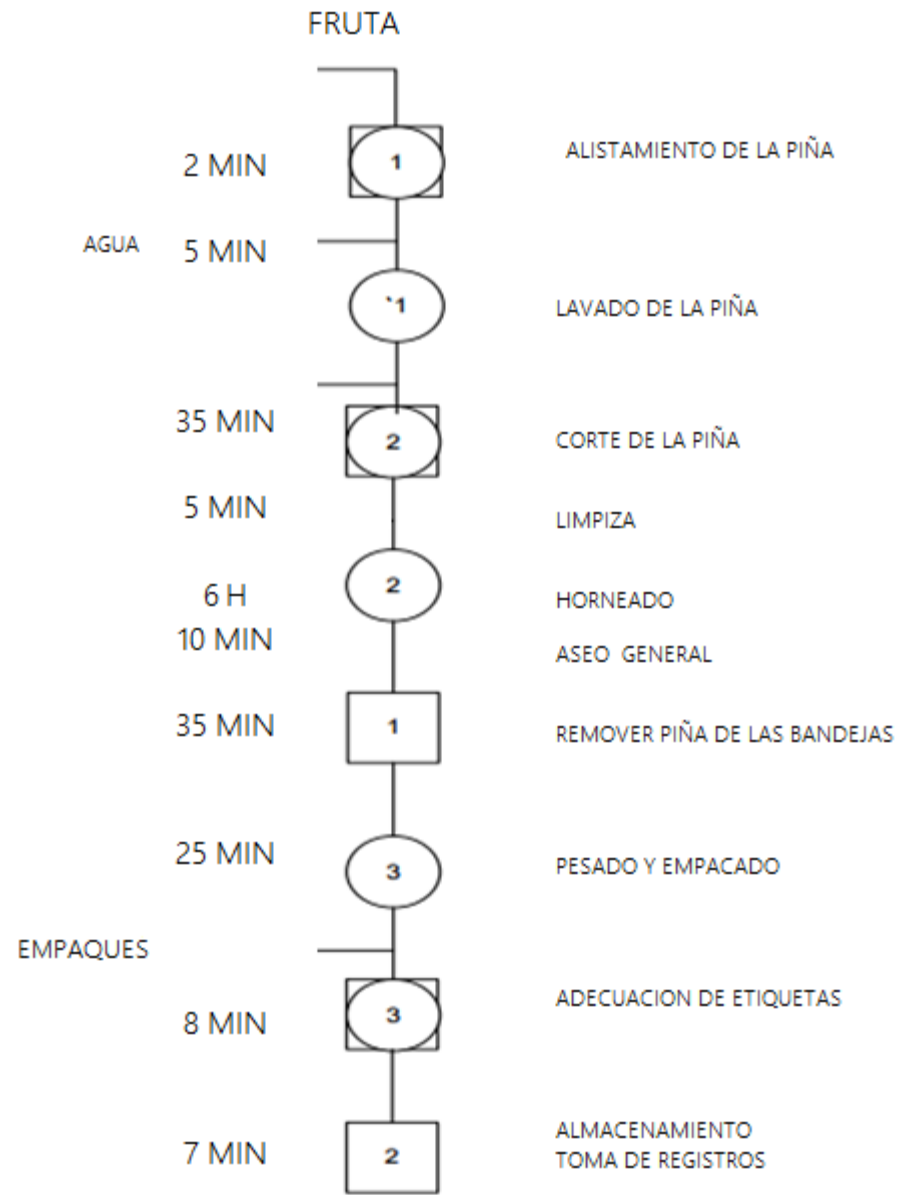 FRUTA
2 MIN 1 ALISTAMIENTO DE LA PIÑA
AGUA 5 MIN
`1 LAVADO DE LA PIÑA
35 MIN 2 CORTE DE LA PIÑA
5 MIN LIMPIZA
2
6 H HORNEADO
10 MIN ASEO GENERAL
35 MIN 1 REMOVER PIÑA DE LAS BANDEJAS
25 MIN 3 PESADO Y EMPACADO
EMPAQUES
8 MIN 3 ADECUACION DE ETIQUETAS
7 MIN 2 ALMACENAMIENTO
TOMA DE REGISTROS